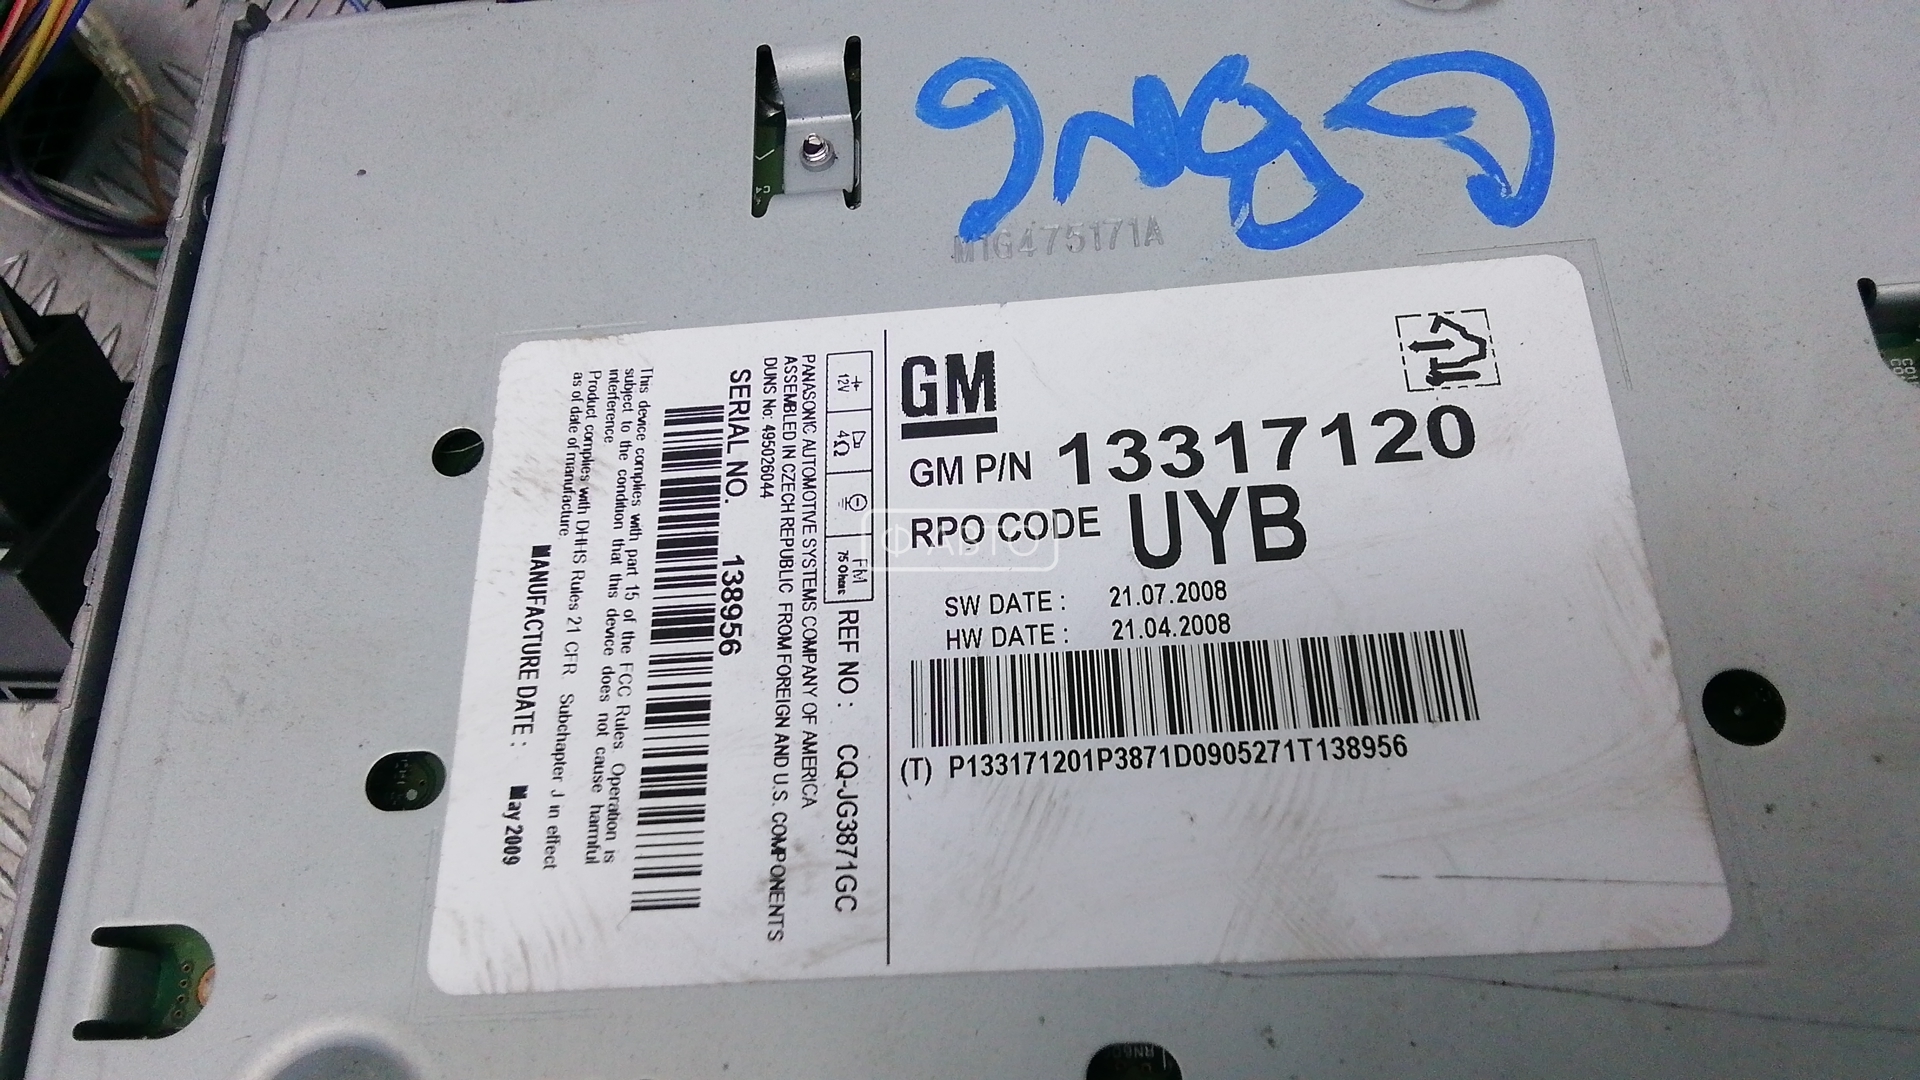 M1G475171A
GM
GM P/N 13317120
RPO CODE UYB
SW DATE : 21.07.2008
HW DATE : 21.04.2008
(T) P133171201P3871D0905271T138956
12V 4Ω FM 75 Ohms
REF NO : CQ-JG3871GC
PANASONIC AUTOMOTIVE SYSTEMS COMPANY OF AMERICA
ASSEMBLED IN CZECH REPUBLIC FROM FOREIGN AND U.S. COMPONENTS
DUNS No: 495026044
SERIAL NO. 138956
This device complies with part 15 of the FCC Rules. Operation is
subject to the condition that this device does not cause harmful
interference
Product complies with DHHS Rules 21 CFR Subchapter J in effect
as of date of manufacture.
MANUFACTURE DATE : May 2009
Ф-АВТО